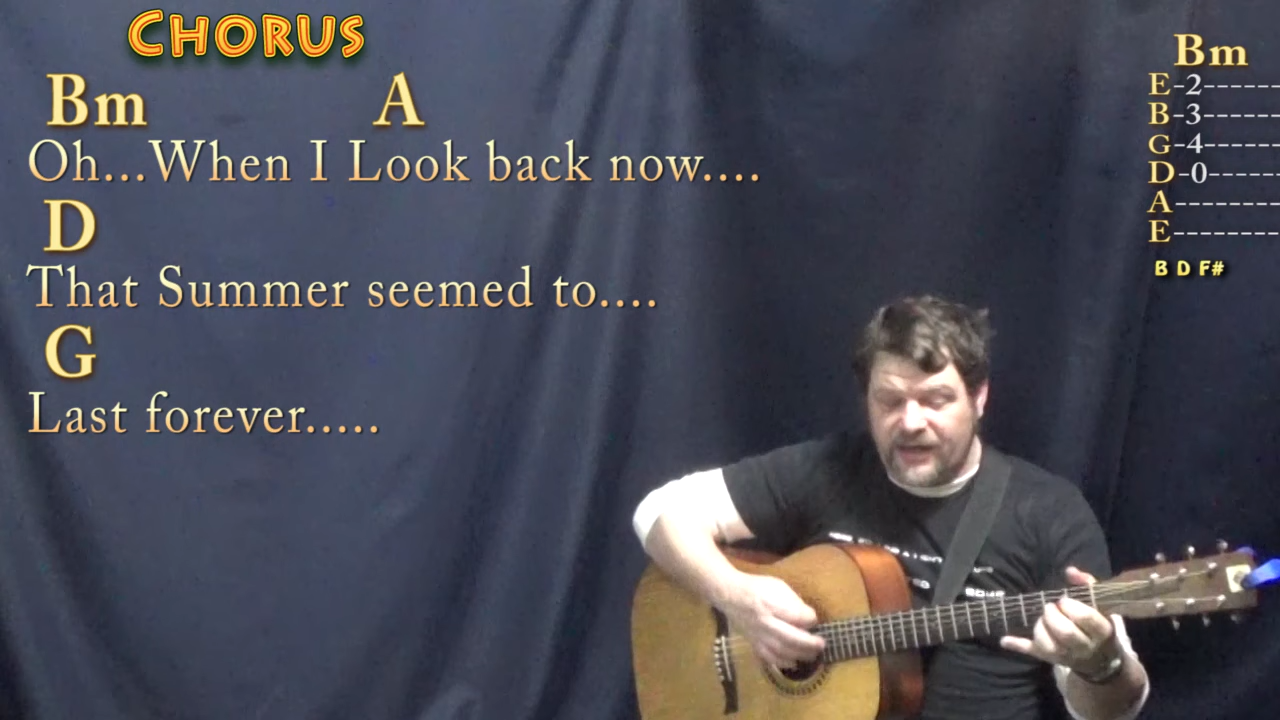 CHORUS
Bm A
Oh...When I Look back now....
D
That Summer seemed to....
G
Last forever.....
Bm
E-2------
B-3------
G-4------
D-0------
A--------
E--------
B D F#